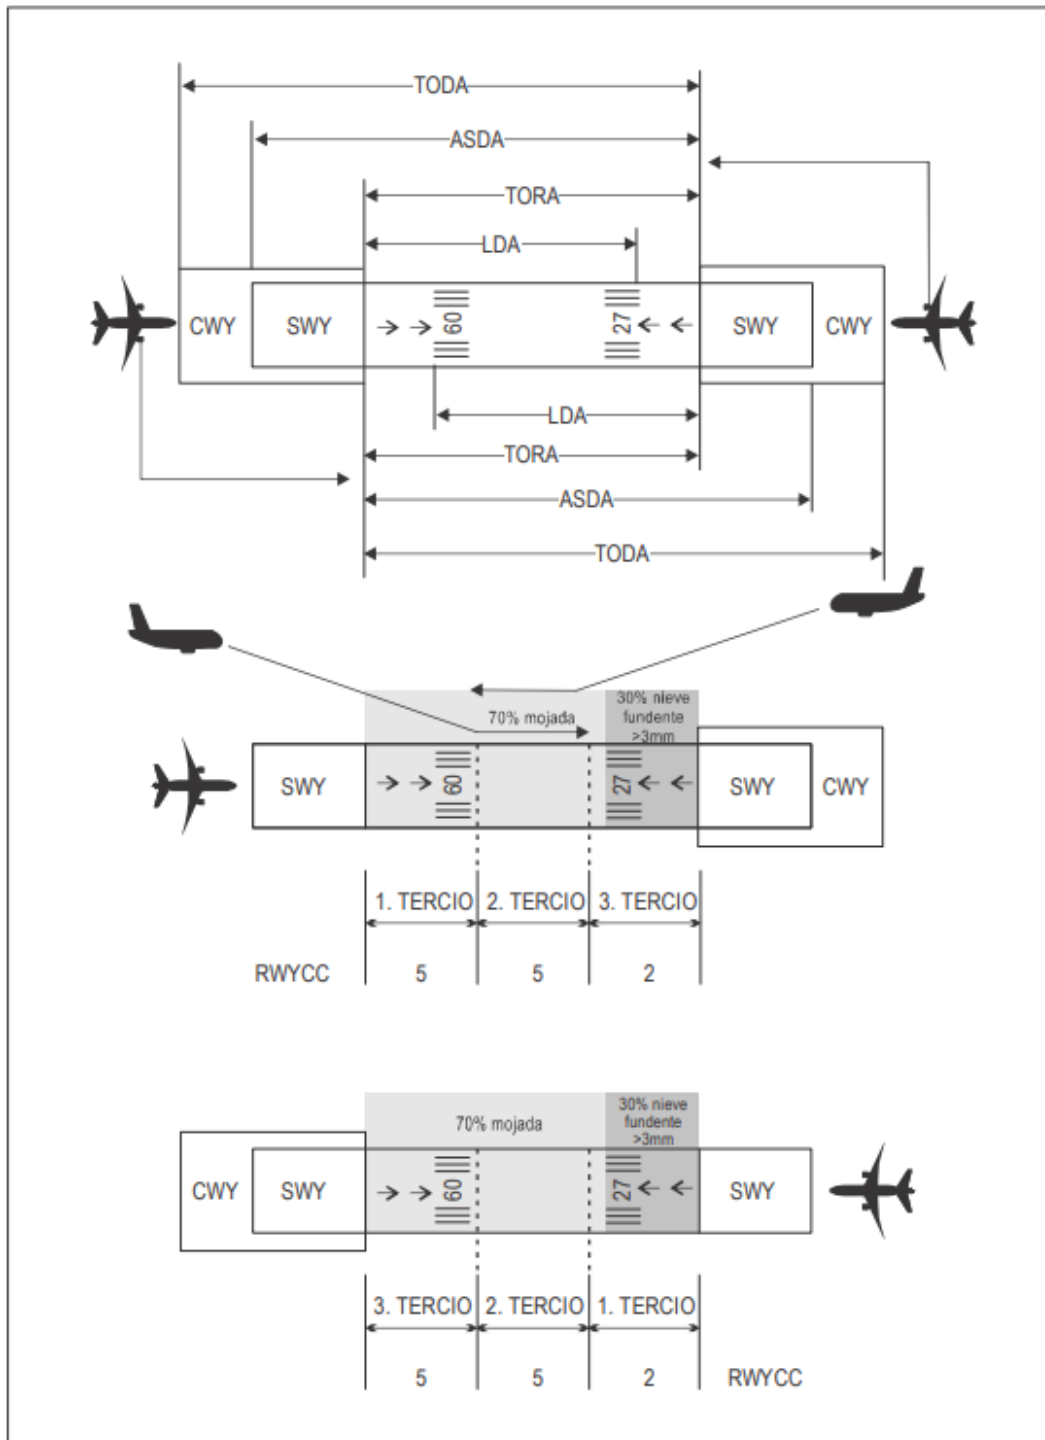 TODA
ASDA
TORA
LDA
CWY SWY 09 27 SWY CWY
LDA
TORA
ASDA
TODA
30% nieve
fundente
>3mm
70% mojada
SWY 09 27 SWY CWY
1. TERCIO 2. TERCIO 3. TERCIO
RWYCC 5 5 2
30% nieve
fundente
>3mm
70% mojada
CWY SWY 09 27 SWY
3. TERCIO 2. TERCIO 1. TERCIO
5 5 2 RWYCC